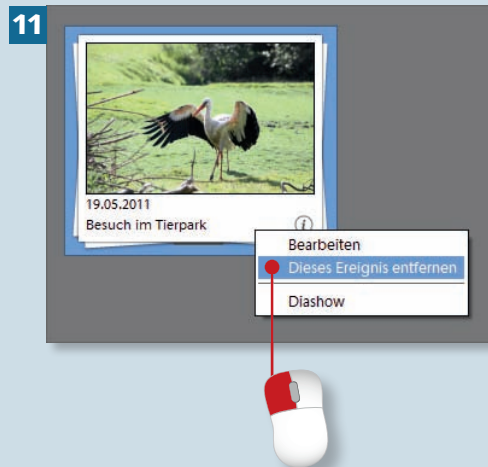 11
19.05.2011
Besuch im Tierpark
i
Bearbeiten
Dieses Ereignis entfernen
Diashow